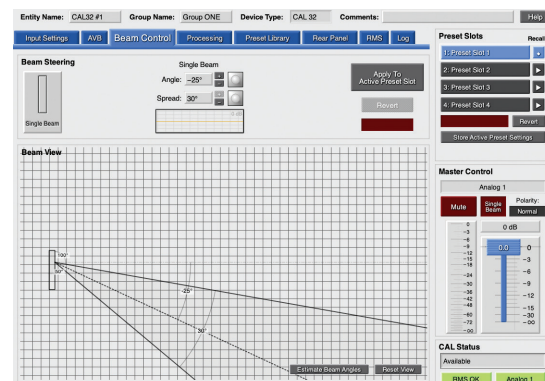 Entity Name: CAL32 #1 Group Name: Group ONE Device Type: CAL 32 Comments: Help
Input Settings AVB Beam Control Processing Preset Library Rear Panel RMS Log
Preset Slots Recall
Beam Steering
Single Beam
Angle: -25°
Spread: 30°
0 dB
Single Beam
Apply To
Active Preset Slot
Revert
1: Preset Slot 1
2: Preset Slot 2
3: Preset Slot 3
4: Preset Slot 4
Revert
Store Active Preset Settings
Beam View
100°
50°
-25°
30°
Estimate Beam Angles Reset View
Master Control
Analog 1
Mute
Single
Beam
Polarity:
Normal
0 dB
0
-3
-6
-9
-12
-15
-18
-24
-30
-36
-42
-48
-60
-72
-oo
0.0
0
-3
-6
-9
-12
-15
-30
-oo
CAL Status
Available
RMS OK Analog 1